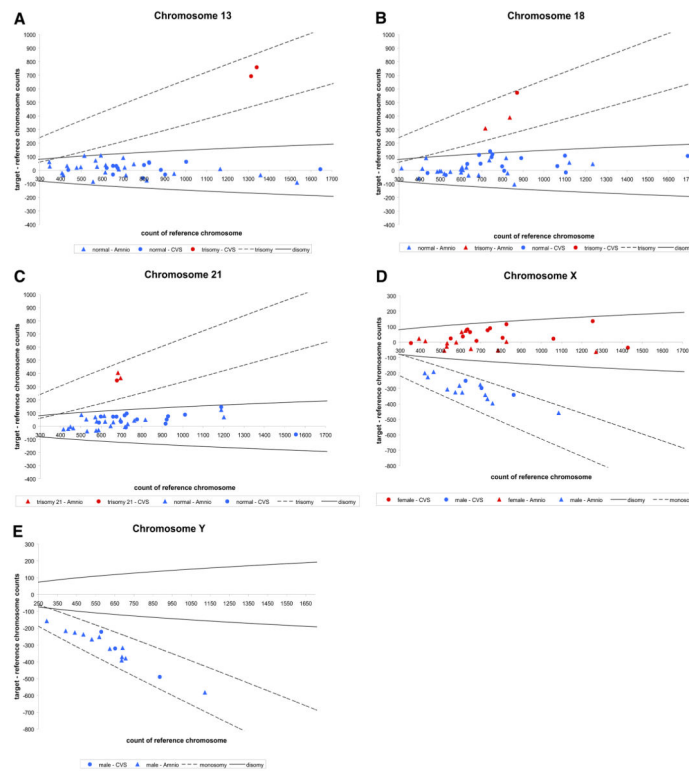 A
Chromosome 13
target - reference chromosome counts
1000
900
800
700
600
500
400
300
200
100
0
-100
-200
-300
-400
300 400 500 600 700 800 900 1000 1100 1200 1300 1400 1500 1600 1700
count of reference chromosome
normal - Amnio normal - CVS trisomy - CVS trisomy disomy
B
Chromosome 18
target - reference chromosome counts
1000
900
800
700
600
500
400
300
200
100
0
-100
-200
-300
-400
300 400 500 600 700 800 900 1000 1100 1200 1300 1400 1500 1600 1700
count of reference chromosome
normal - Amnio trisomy - Amnio normal - CVS trisomy - CVS trisomy disomy
C
Chromosome 21
target - reference chromosome counts
1000
900
800
700
600
500
400
300
200
100
0
-100
-200
-300
-400
300 400 500 600 700 800 900 1000 1100 1200 1300 1400 1500 1600 1700
count of reference chromosome
trisomy 21 - Amnio trisomy 21 - CVS normal - Amnio normal - CVS trisomy disomy
D
Chromosome X
target - reference chromosome counts
400
300
200
100
0
-100
-200
-300
-400
-500
-600
-700
-800
300 400 500 600 700 800 900 1000 1100 1200 1300 1400 1500 1600 1700
count of reference chromosome
female - CVS male - CVS female - Amnio male - Amnio disomy monosomy
E
Chromosome Y
target - reference chromosome counts
300
200
100
0
-100
-200
-300
-400
-500
-600
-700
-800
250 350 450 550 650 750 850 950 1050 1150 1250 1350 1450 1550 1650
count of reference chromosome
male - CVS male - Amnio monosomy disomy